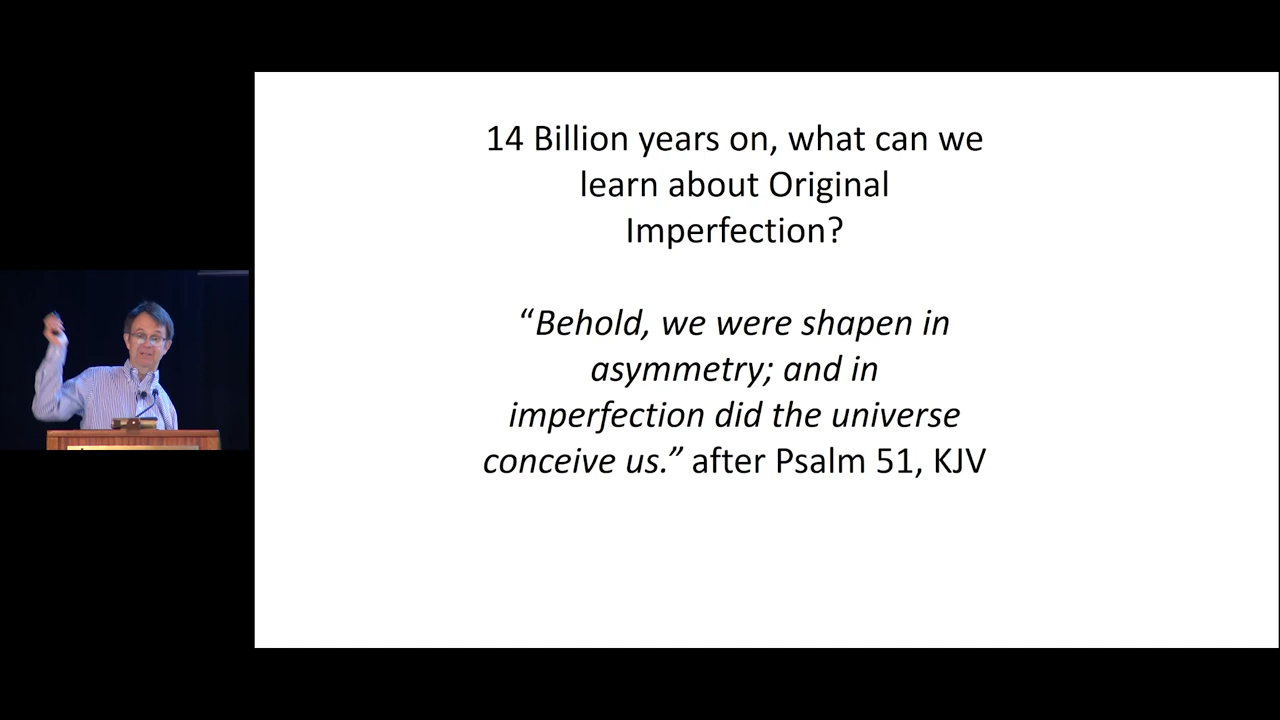 14 Billion years on, what can we
learn about Original
Imperfection?
“Behold, we were shapen in
asymmetry; and in
imperfection did the universe
conceive us.” after Psalm 51, KJV